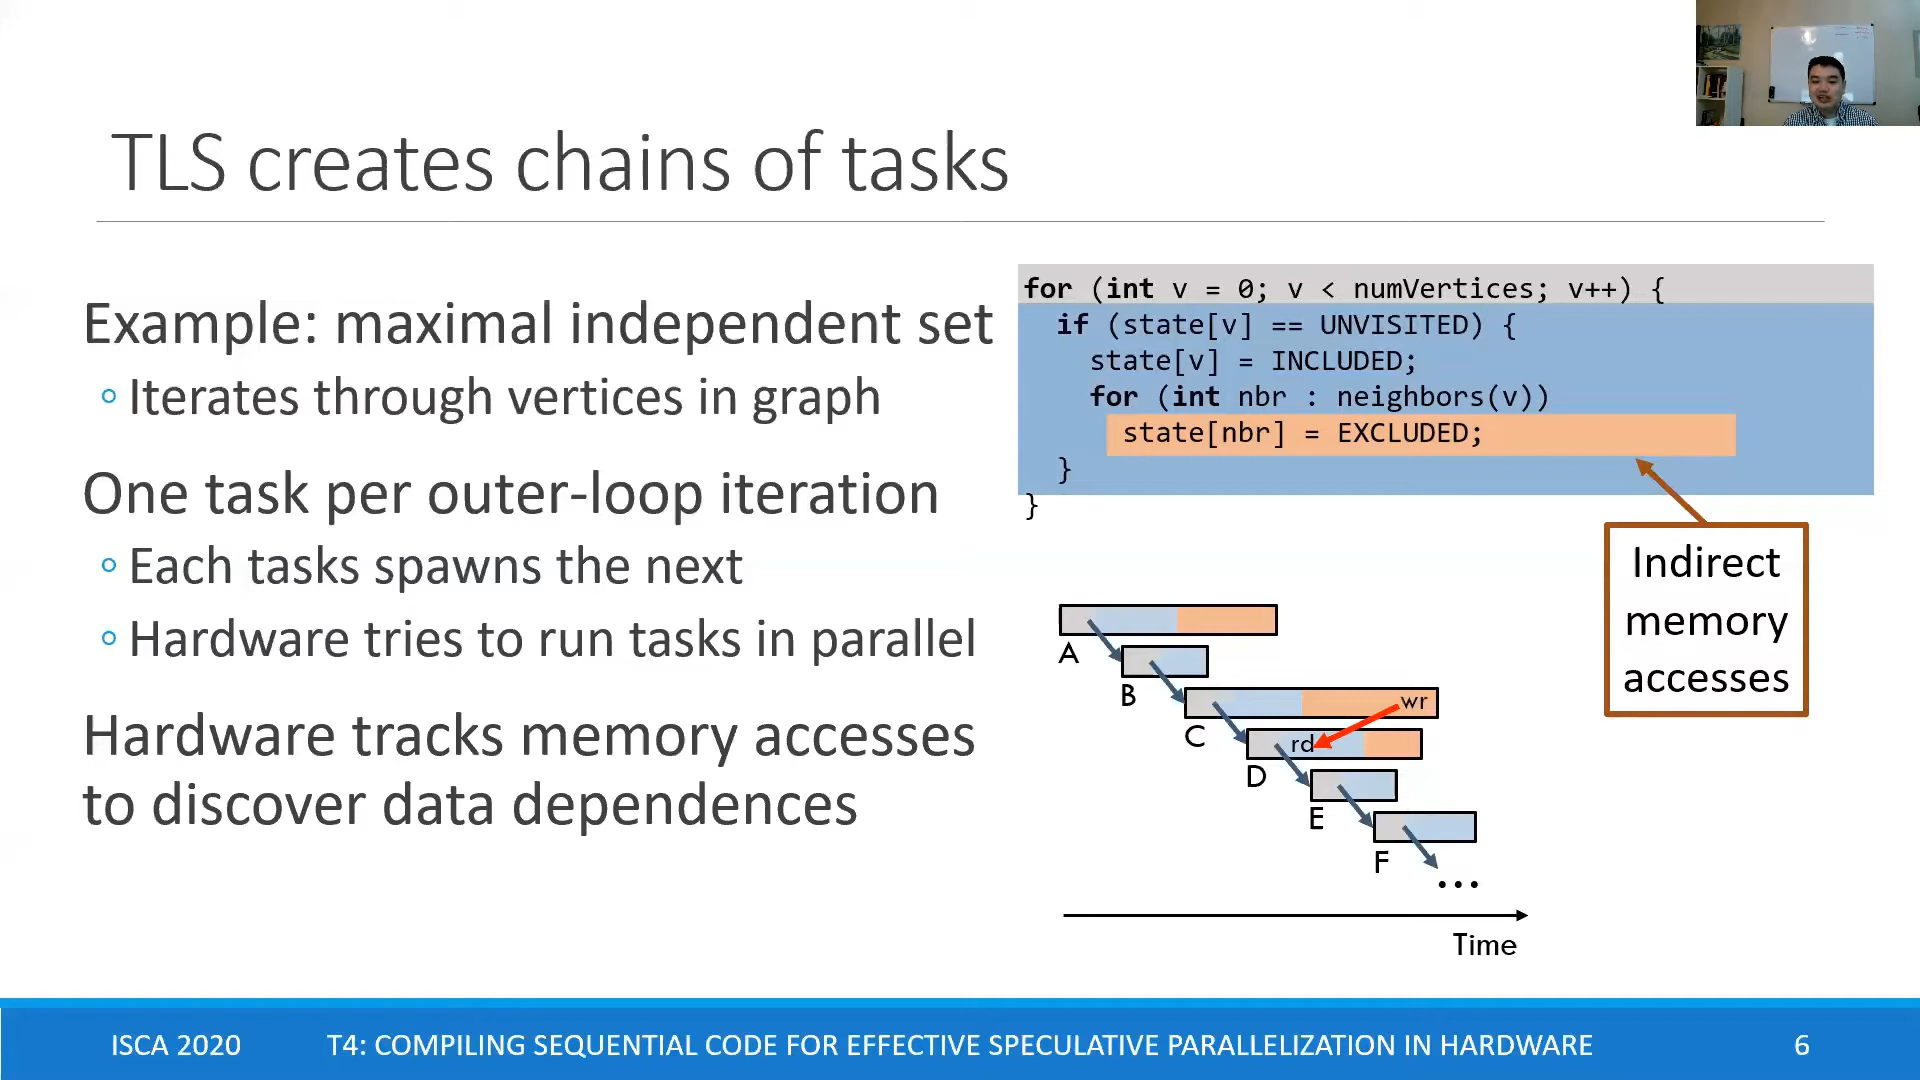 TLS creates chains of tasks
Example: maximal independent set
◦ Iterates through vertices in graph
One task per outer-loop iteration
◦ Each tasks spawns the next
◦ Hardware tries to run tasks in parallel
Hardware tracks memory accesses
to discover data dependences
for (int v = 0; v < numVertices; v++) {
if (state[v] == UNVISITED) {
state[v] = INCLUDED;
for (int nbr : neighbors(v))
state[nbr] = EXCLUDED;
}
}
Indirect
memory
accesses
A
B
wr
C
rd
D
E
F
...
Time
ISCA 2020
T4: COMPILING SEQUENTIAL CODE FOR EFFECTIVE SPECULATIVE PARALLELIZATION IN HARDWARE
6